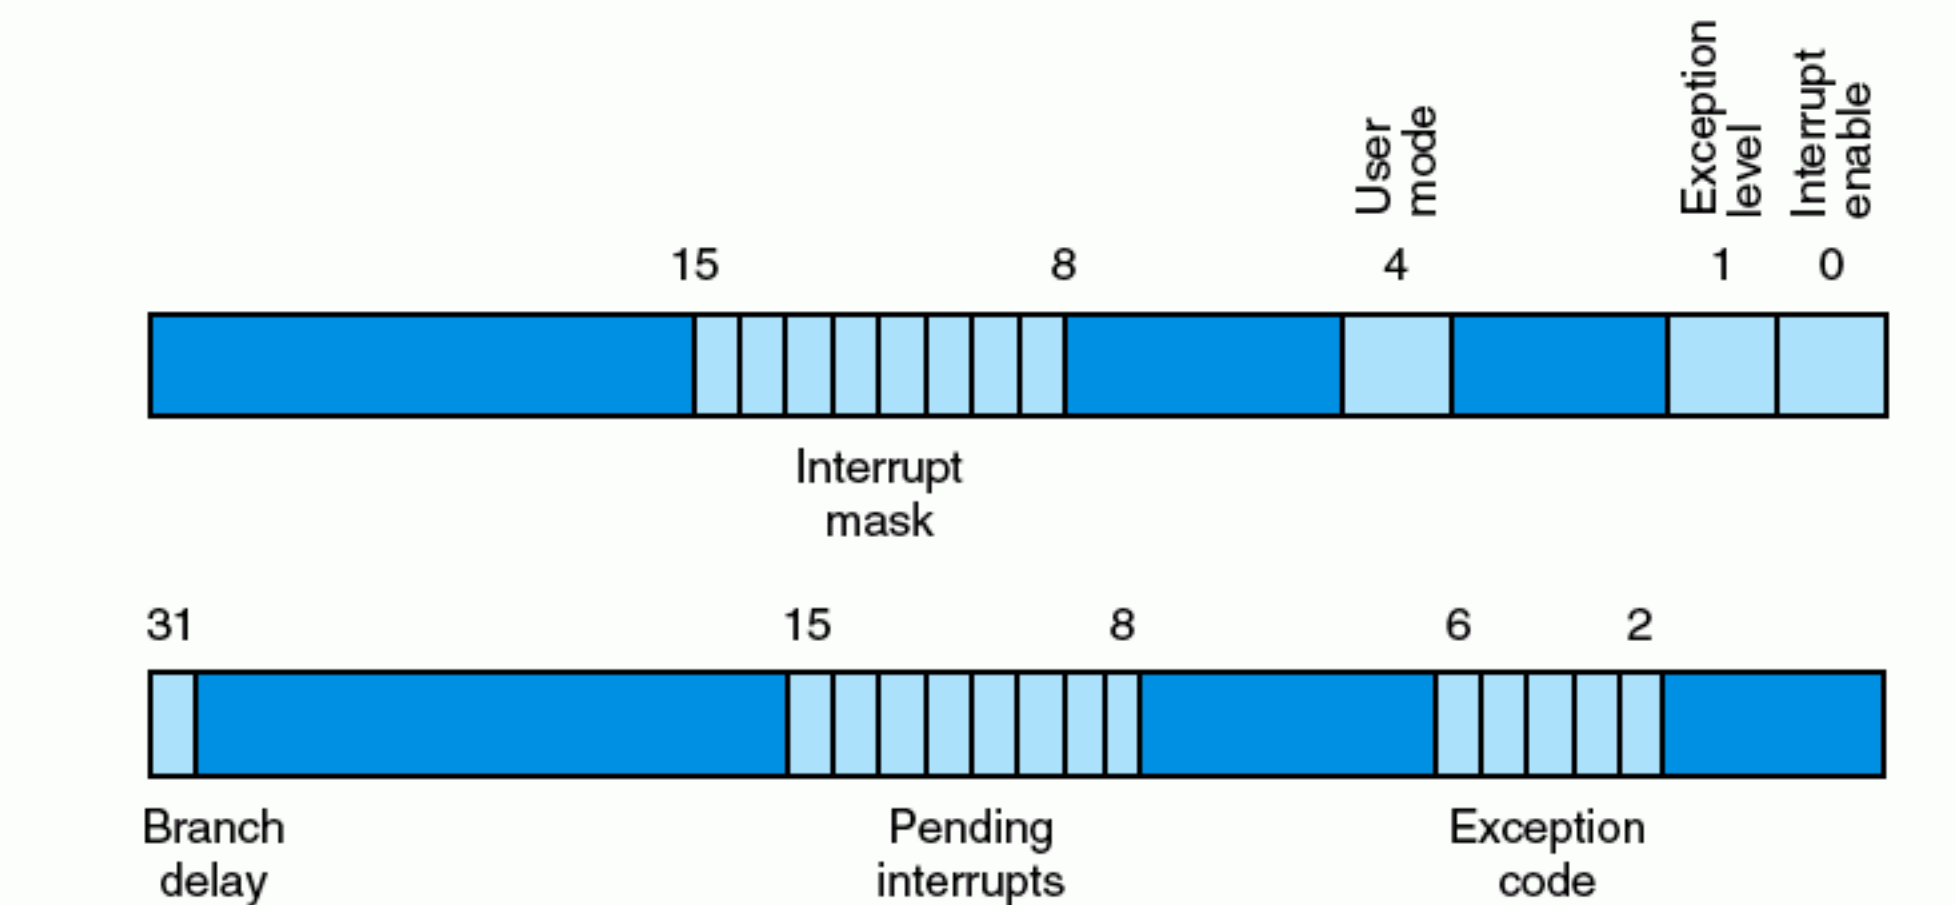 User
mode
Exception
level
Interrupt
enable
15 8 4 1 0
Interrupt
mask
31 15 8 6 2
Branch
delay
Pending
interrupts
Exception
code